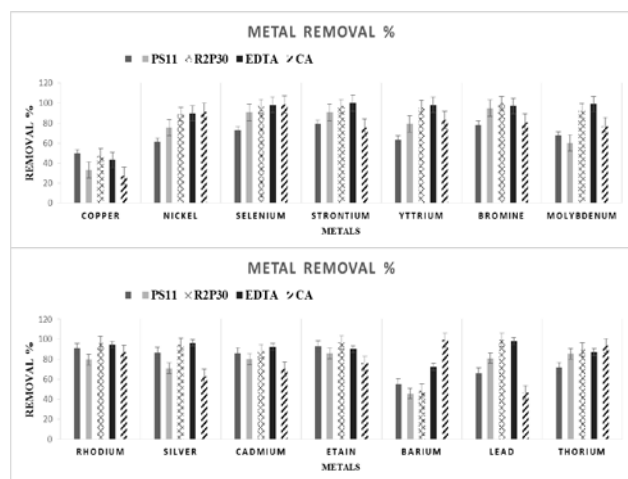 METAL REMOVAL %
PS11 R2P30 EDTA CA
120
100
80
60
40
20
0
REMOVAL %
COPPER NICKEL SELENIUM STRONTIUM YTTRIUM BROMINE MOLYBDENUM
METALS
METAL REMOVAL %
PS11 R2P30 EDTA CA
120
100
80
60
40
20
0
REMOVAL %
RHODIUM SILVER CADMIUM ETAIN BARIUM LEAD THORIUM
METALS